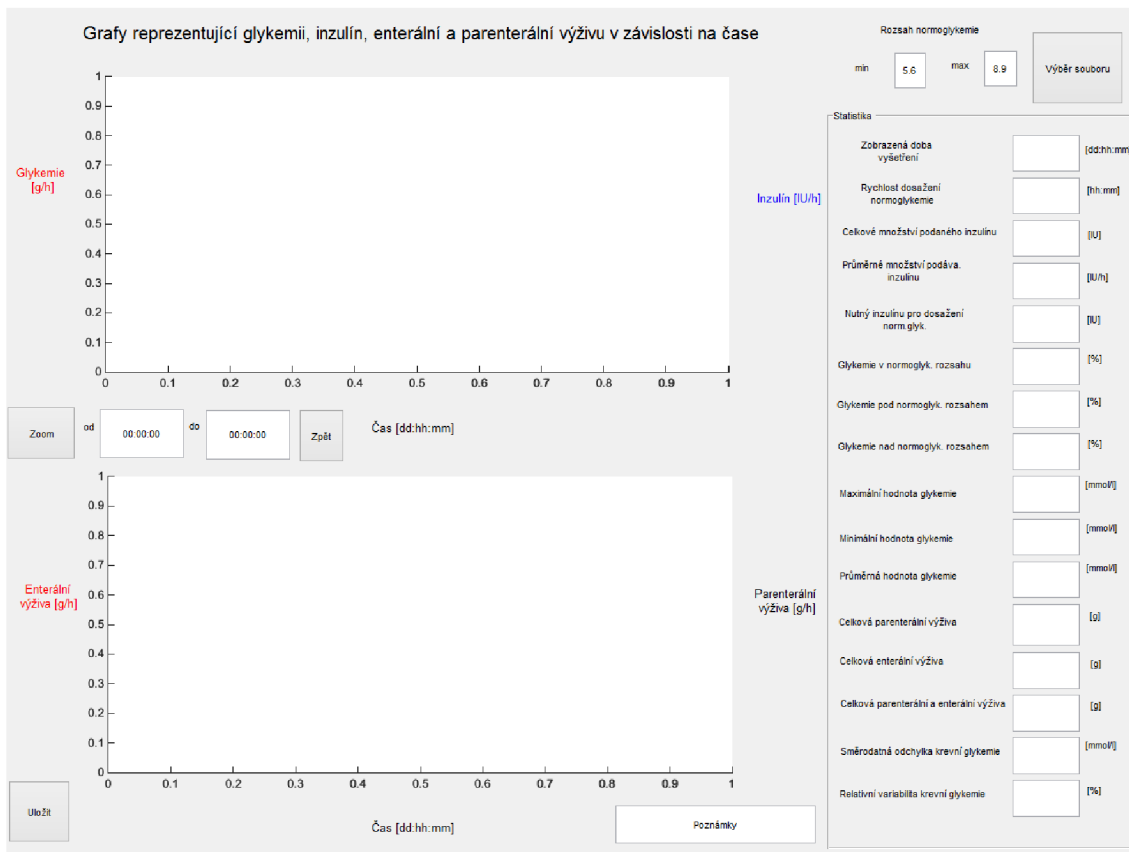 Grafy reprezentující glykemii, inzulín, enterální a parenterální výživu v závislosti na čase
Rozsah normoglykemie
min
5.6
max
8.9
Výběr souboru
1
0.9
0.8
0.7
0.6
0.5
0.4
0.3
0.2
0.1
0
Glykemie
[g/h]
Inzulín [IU/h]
0 0.1 0.2 0.3 0.4 0.5 0.6 0.7 0.8 0.9 1
Zoom
od
00:00:00
do
00:00:00
Zpět
Čas [dd:hh:mm]
1
0.9
0.8
0.7
0.6
0.5
0.4
0.3
0.2
0.1
0
Enterální
výživa [g/h]
Parenterální
výživa [g/h]
0 0.1 0.2 0.3 0.4 0.5 0.6 0.7 0.8 0.9 1
Uložit
Čas [dd:hh:mm]
Poznámky
Statistika
Zobrazená doba
vyšetření
[dd:hh:mm
Rychlost dosažení
normoglykemie
[hh:mm]
Celkové množství podaného inzulínu
[IU]
Průměrné množství podáva.
inzulínu
[IU/h]
Nutný inzulínu pro dosažení
norm.glyk.
[IU]
Glykemie v normoglyk. rozsahu
[%]
Glykemie pod normoglyk. rozsahem
[%]
Glykemie nad normoglyk. rozsahem
[%]
Maximální hodnota glykemie
[mmol/l]
Minimální hodnota glykemie
[mmol/l]
Průměrná hodnota glykemie
[mmol/l]
Celková parenterální výživa
[g]
Celková enterální výživa
[g]
Celková parenterální a enterální výživa
[g]
Směrodatná odchylka krevní glykemie
[mmol/l]
Relativní variabilita krevní glykemie
[%]